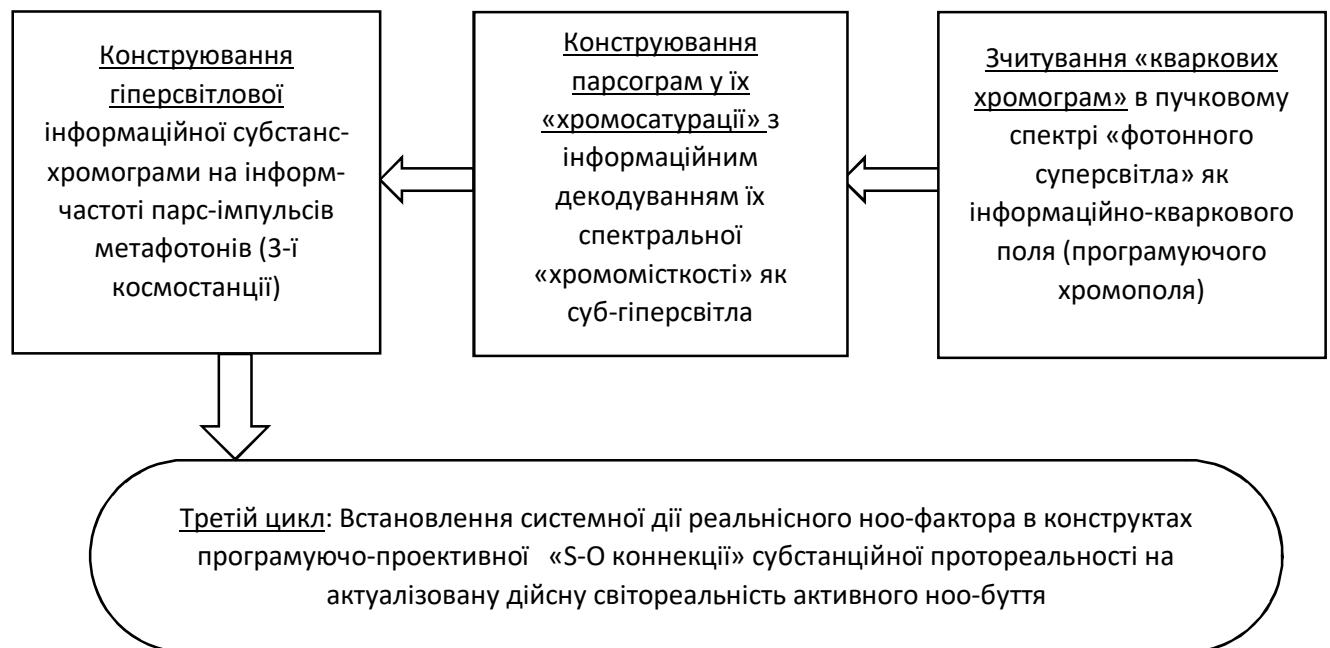 Конструювання
гіперсвітлової
інформаційної субстанс-
хромограми на інформ-
частоті парс-імпульсів
метафотонів (3-ї
космостанції)
Конструювання
парсограм у їх
«хромосатурації» з
інформаційним
декодуванням їх
спектральної
«хромомісткості» як
суб-гіперсвітла
Зчитування «кваркових
хромограм» в пучковому
спектрі «фотонного
суперсвітла» як
інформаційно-кваркового
поля (програмуючого
хромополя)
Третій цикл: Встановлення системної дії реальнісного ноо-фактора в конструктах
програмуючо-проективної «S-O коннекції» субстанційної протореальності на
актуалізовану дійсну світореальність активного ноо-буття